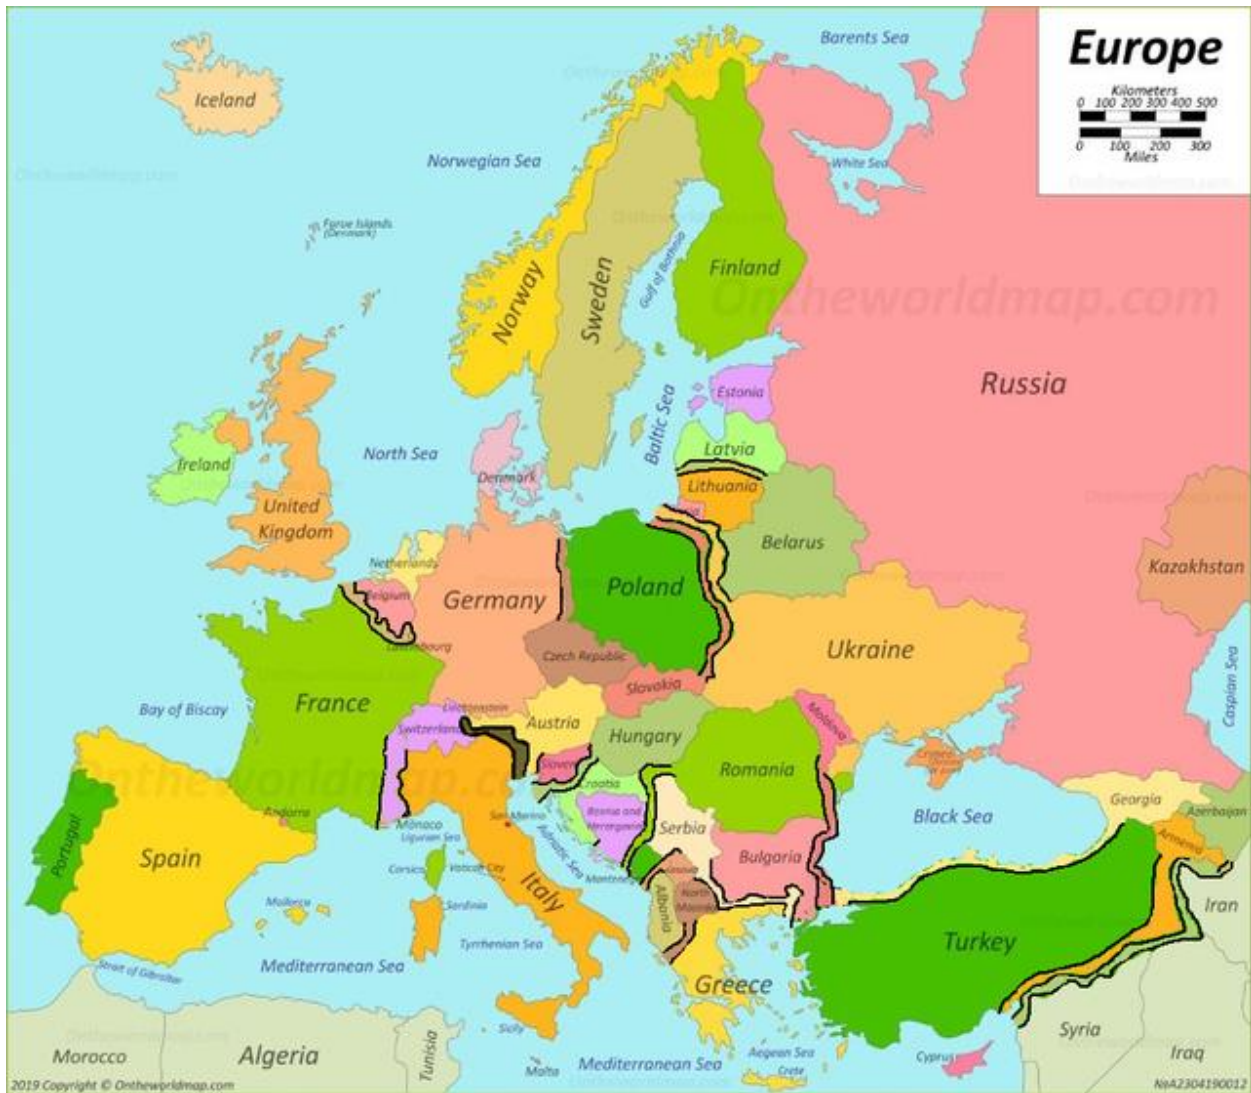 Europe
Kilometers
0 100 200 300 400 500
0 100 200 300
Miles
Barents Sea
Iceland
Norwegian Sea
White Sea
Faroe Islands
(Denmark)
Norway
Sweden
Finland
Gulf of Bothnia
Ontheworldmap.com
Russia
Estonia
Baltic Sea
Latvia
North Sea
Denmark
Ireland
Lithuania
United
Kingdom
Belarus
Netherlands
Kazakhstan
Belgium
Germany
Poland
Luxembourg
Czech Republic
Ukraine
Slovakia
Caspian Sea
France
Bay of Biscay
Liechtenstein
Switzerland
Austria
Hungary
Moldova
Romania
Croatia
Georgia
Azerbaijan
Andorra
San Marino
Bosnia and
Herzegovina
Serbia
Black Sea
Monaco
Ligurian Sea
Adriatic Sea
Armenia
Portugal
Spain
Corsica
Vatican City
Italy
Bulgaria
North
Albania
Mallorca
Sardinia
Iran
Tyrrhenian Sea
Turkey
Strait of Gibraltar
Mediterranean Sea
Greece
Sicily
Syria
Morocco
Algeria
Tunisia
Malta
Mediterranean Sea
Aegean Sea
Crete
Cyprus
Iraq
2019 Copyright © Ontheworldmap.com
№A2304190012